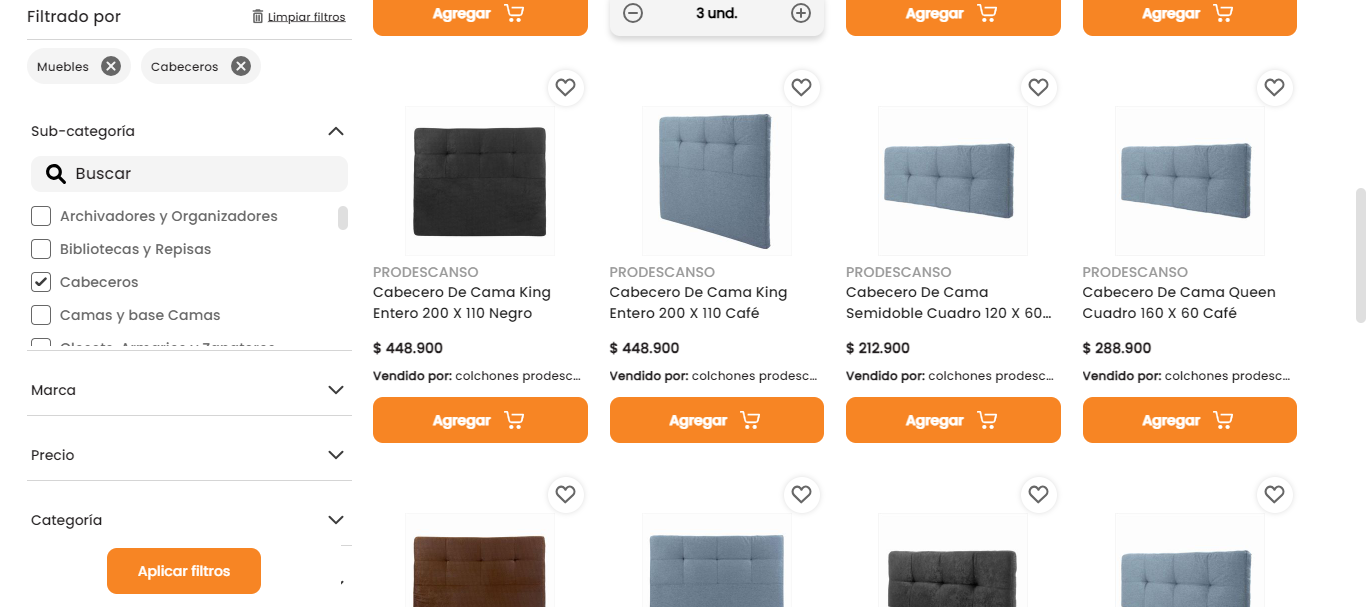 Filtrado por
Limpiar filtros
Muebles
Cabeceros
Sub-categoría
Buscar
Archivadores y Organizadores
Bibliotecas y Repisas
Cabeceros
Camas y base Camas
Closets, Armarios y Zapateros
Marca
Precio
Categoría
Aplicar filtros
Agregar
3 und.
Agregar
Agregar
PRODESCANSO
Cabecero De Cama King
Entero 200 X 110 Negro
$ 448.900
Vendido por: colchones prodesc...
Agregar
PRODESCANSO
Cabecero De Cama King
Entero 200 X 110 Café
$ 448.900
Vendido por: colchones prodesc...
Agregar
PRODESCANSO
Cabecero De Cama
Semidoble Cuadro 120 X 60...
$ 212.900
Vendido por: colchones prodesc...
Agregar
PRODESCANSO
Cabecero De Cama Queen
Cuadro 160 X 60 Café
$ 288.900
Vendido por: colchones prodesc...
Agregar